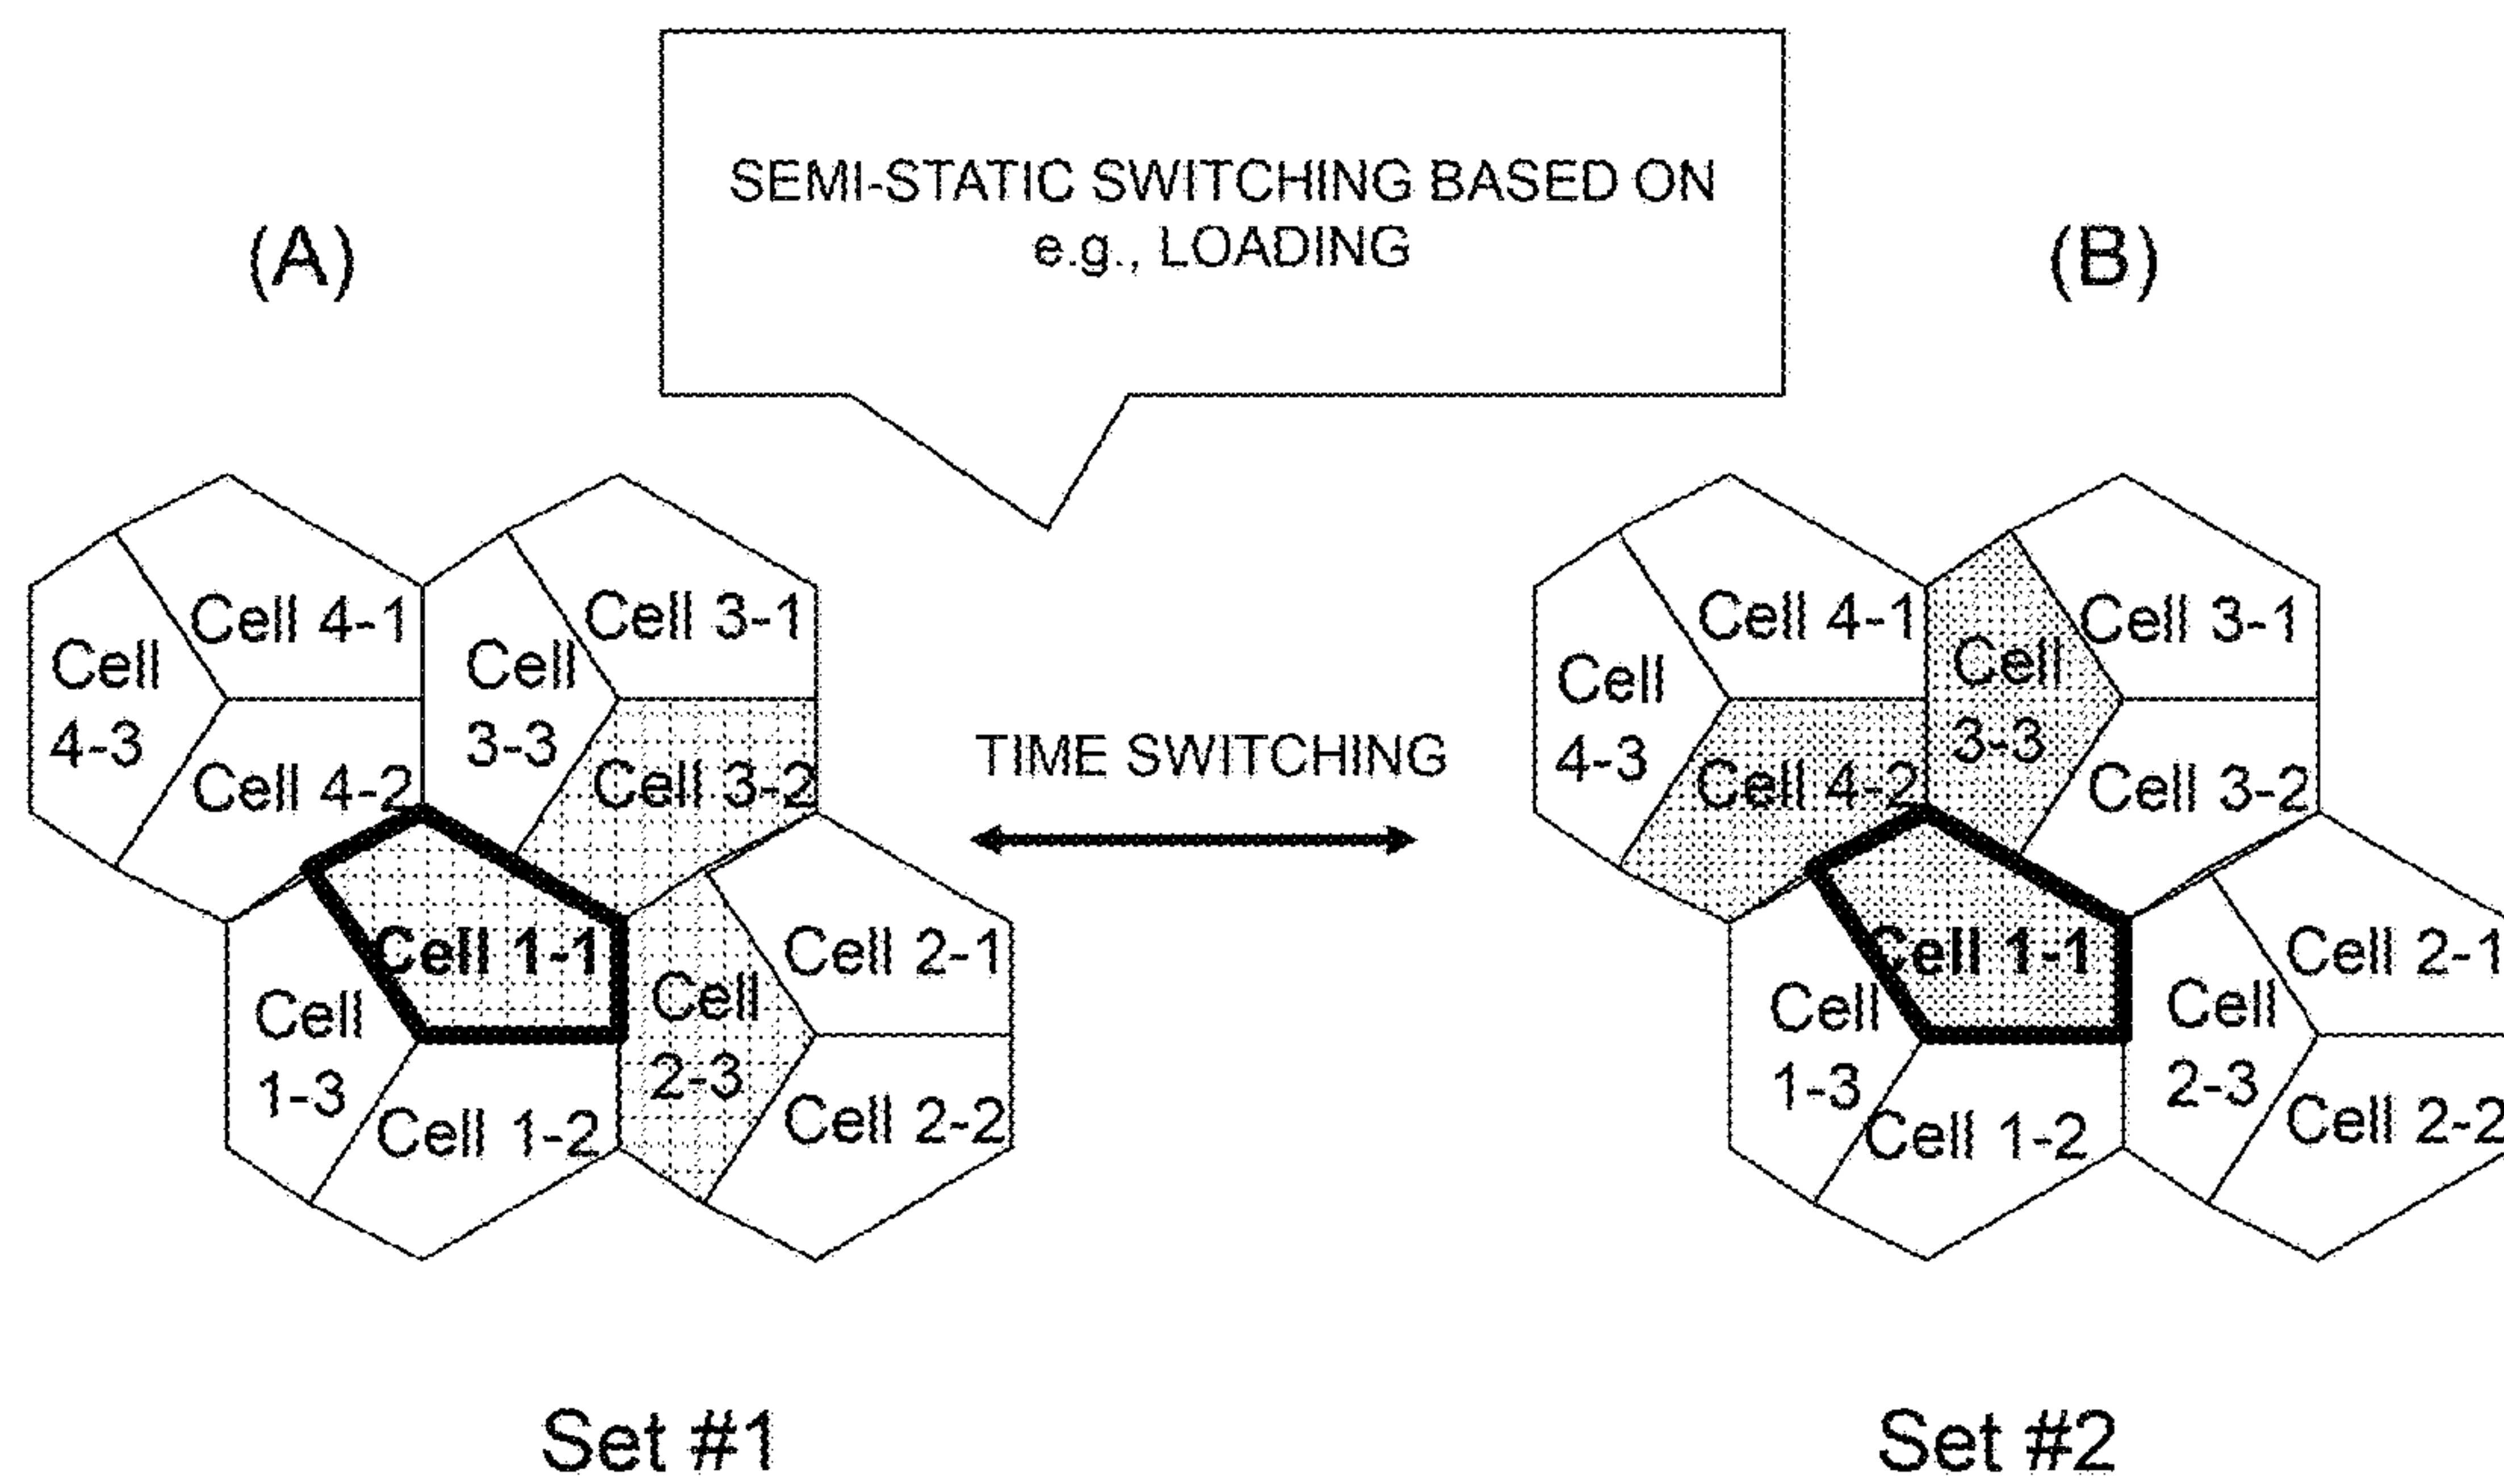 SEMI-STATIC SWITCHING BASED ON
e.g., LOADING
(A)
(B)
Cell 4-1
Cell 3-1
Cell
4-3
Cell
3-3
Cell 4-2
Cell 3-2
Cell 1-1
Cell 2-1
Cell
1-3
Cell
2-3
Cell 1-2
Cell 2-2
Set #1
TIME SWITCHING
Cell 4-1
Cell 3-1
Cell
4-3
Cell
3-3
Cell 4-2
Cell 3-2
Cell 1-1
Cell 2-1
Cell
1-3
Cell
2-3
Cell 1-2
Cell 2-2
Set #2